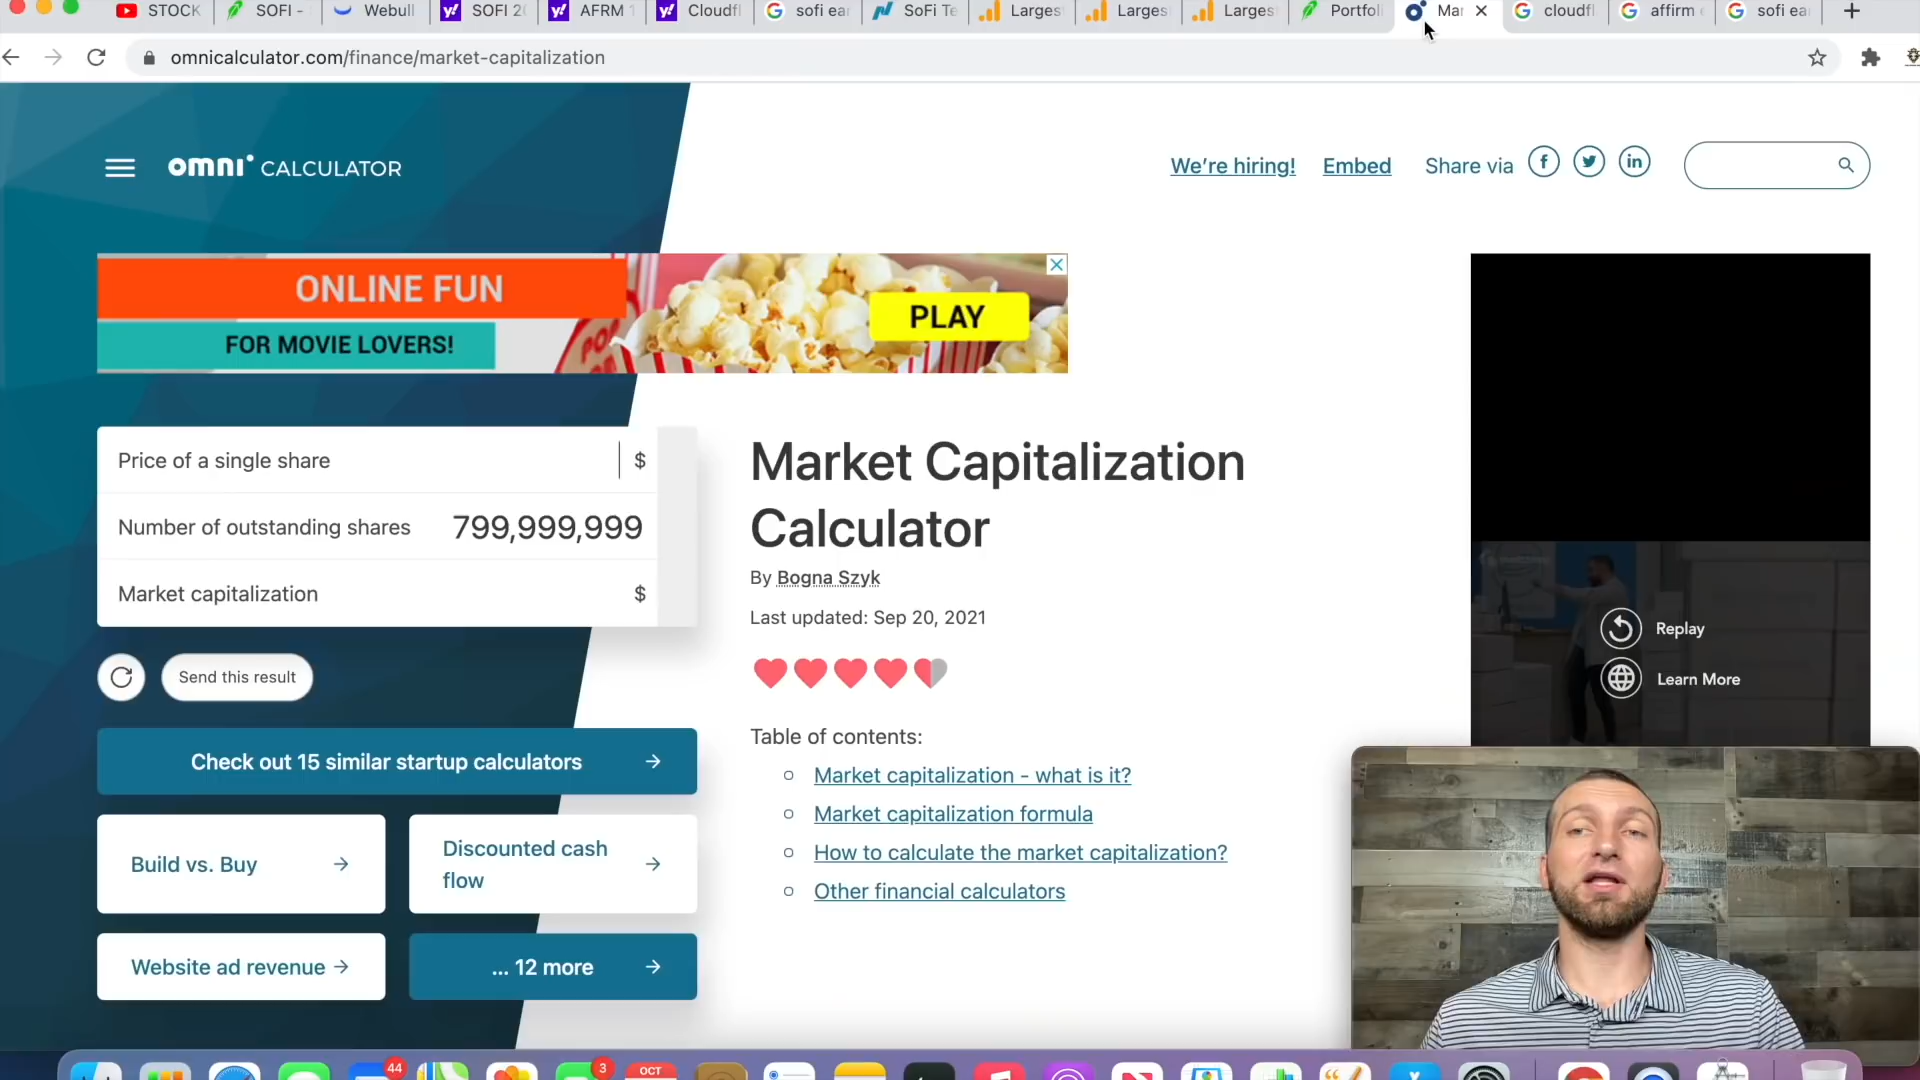 STOCK
SOFI -
Webull
SOFI 20
AFRM 1
Cloudfl
sofi ear
SoFi Te
Larges
Larges
Larges
Portfoli
Mar
cloudfl
affirm e
sofi ea
omnicalculator.com/finance/market-capitalization
omni CALCULATOR
We're hiring!
Embed
Share via
ONLINE FUN
FOR MOVIE LOVERS!
PLAY
Price of a single share $
Number of outstanding shares 799,999,999
Market capitalization $
Send this result
Check out 15 similar startup calculators
Build vs. Buy
Discounted cash
flow
Website ad revenue
... 12 more
Market Capitalization
Calculator
By Bogna Szyk
Last updated: Sep 20, 2021
Table of contents:
Market capitalization - what is it?
Market capitalization formula
How to calculate the market capitalization?
Other financial calculators
Replay
Learn More
44
3
OCT